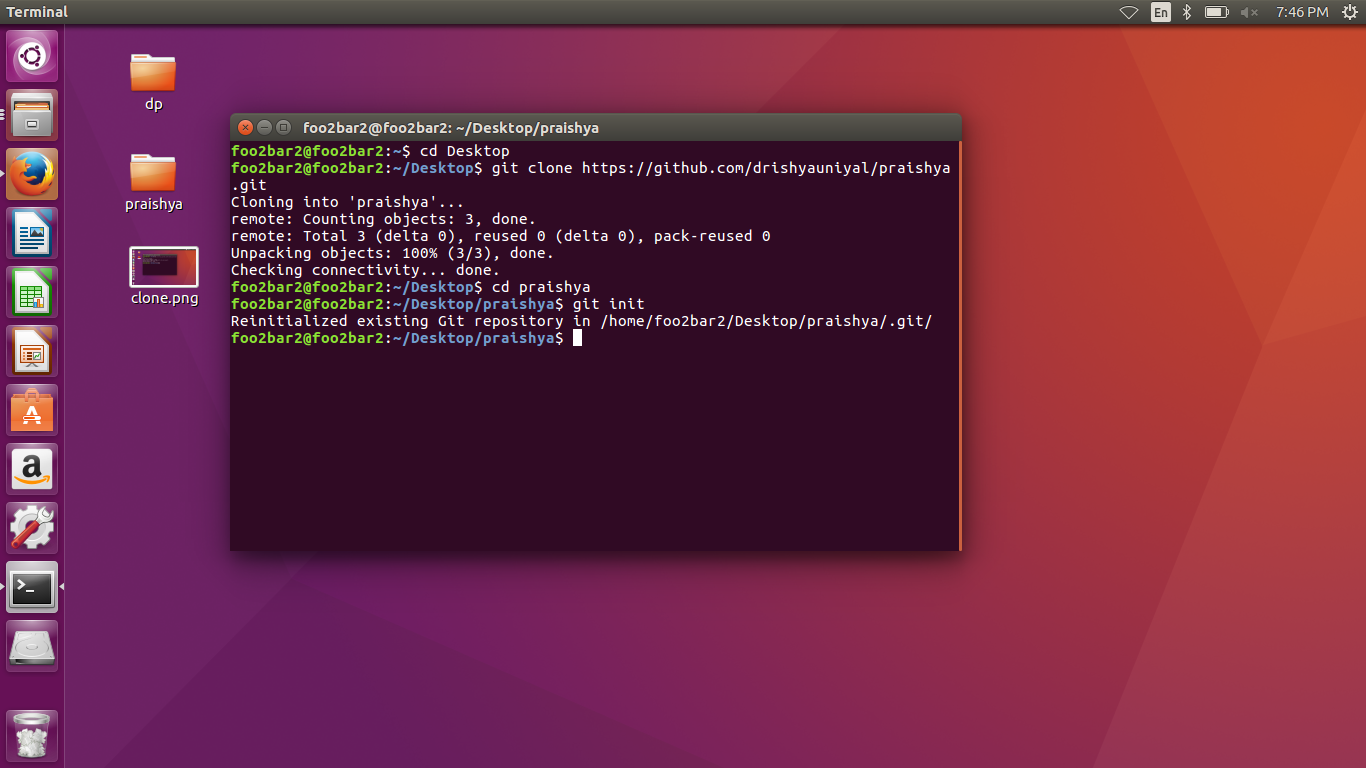 Terminal
En
7:46 PM
dp
praishya
clone.png
foo2bar2@foo2bar2: ~/Desktop/praishya
foo2bar2@foo2bar2:~$ cd Desktop
foo2bar2@foo2bar2:~/Desktop$ git clone https://github.com/drishyauniyal/praishya
.git
Cloning into 'praishya'...
remote: Counting objects: 3, done.
remote: Total 3 (delta 0), reused 0 (delta 0), pack-reused 0
Unpacking objects: 100% (3/3), done.
Checking connectivity... done.
foo2bar2@foo2bar2:~/Desktop$ cd praishya
foo2bar2@foo2bar2:~/Desktop/praishya$ git init
Reinitialized existing Git repository in /home/foo2bar2/Desktop/praishya/.git/
foo2bar2@foo2bar2:~/Desktop/praishya$